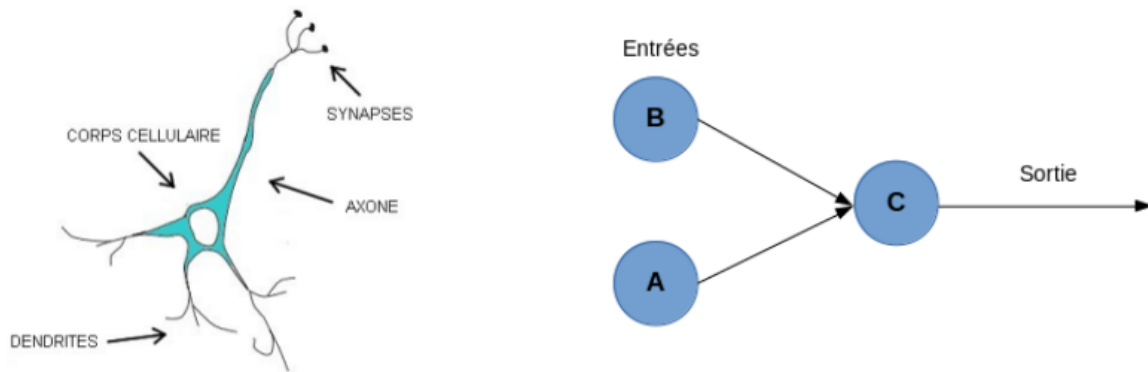 SYNAPSES
CORPS CELLULAIRE
AXONE
DENDRITES
Entrées
B
A
C
Sortie